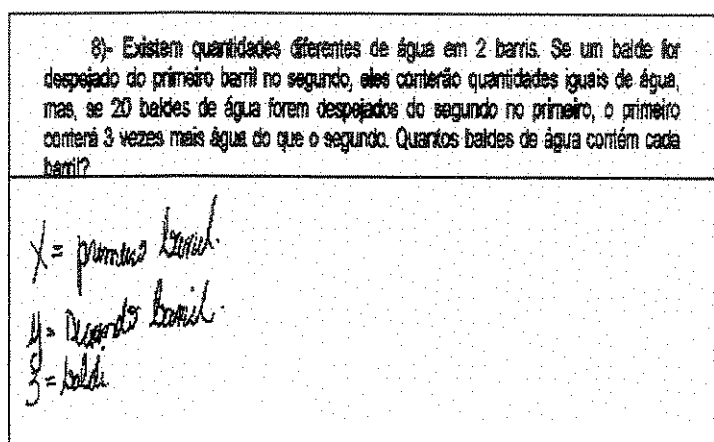 8)- Existem quantidades diferentes de água em 2 barris. Se um balde for
despejado do primeiro barril no segundo, eles conterão quantidades iguais de água,
mas, se 20 baldes de água forem despejados do segundo no primeiro, o primeiro
conterá 3 vezes mais água do que o segundo. Quantos baldes de água contém cada
barril?
X = primeiro barril.
y = Segundo barril.
z = balde